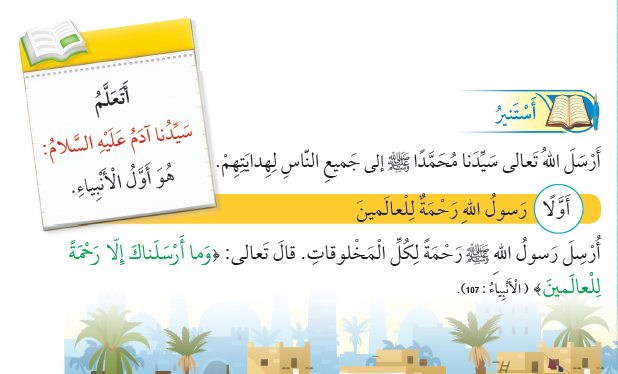 أَتَعَلَّمُ
سَيِّدُنا آدَمُ عَلَيْهِ السَّلامُ:
هُوَ أَوَّلُ الْأَنْبِياءِ.
أَسْتَنيرُ
أَرْسَلَ اللهُ تَعالى سَيِّدَنا مُحَمَّدًا ﷺ إلى جَميعِ النّاسِ لِهِدايَتِهِمْ.
أَوَّلًا رَسولُ اللهِ رَحْمَةٌ لِلْعالَمينَ
أُرْسِلَ رَسولُ اللهِ ﷺ رَحْمَةً لِكُلِّ الْمَخْلوقاتِ. قالَ تَعالى: ﴿وَما أَرْسَلْناكَ إِلّا رَحْمَةً
لِلْعالَمينَ﴾ (الْأَنْبِياءُ: 107).